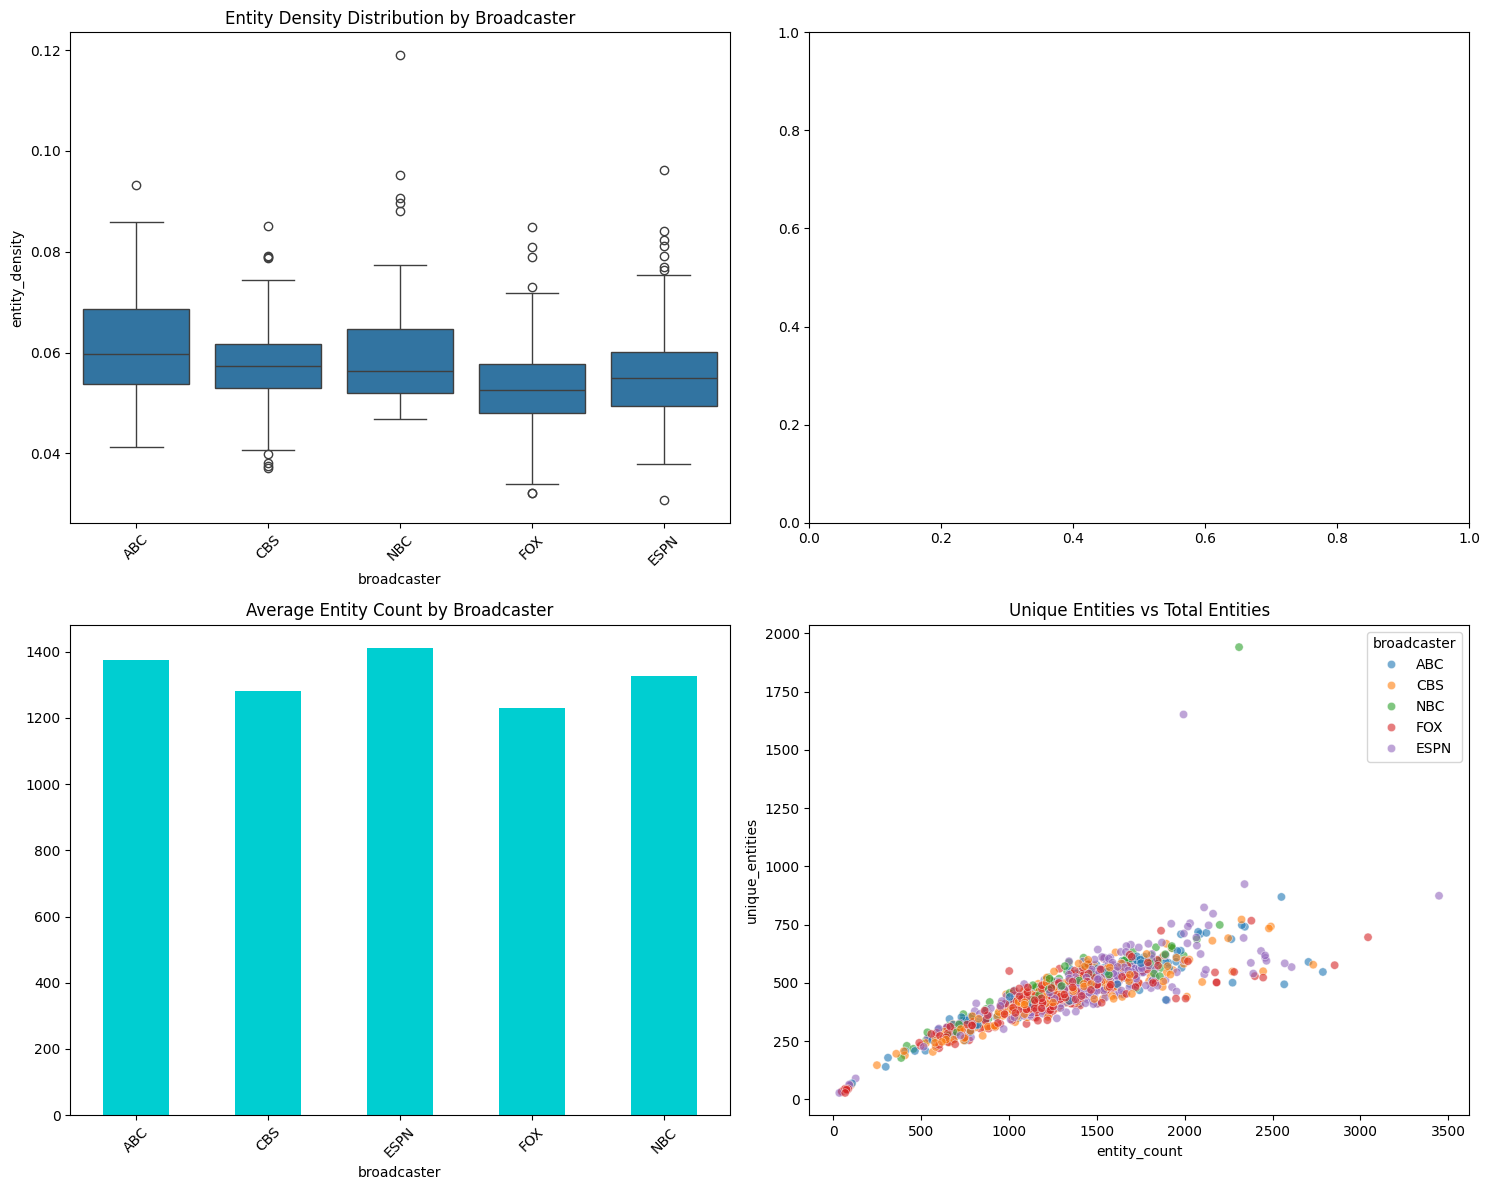 Entity Density Distribution by Broadcaster
entity_density
0.12
0.10
0.08
0.06
0.04
ABC
CBS
NBC
FOX
ESPN
broadcaster
1.0
0.8
0.6
0.4
0.2
0.0
0.0
0.2
0.4
0.6
0.8
1.0
Average Entity Count by Broadcaster
1400
1200
1000
800
600
400
200
0
ABC
CBS
ESPN
FOX
NBC
broadcaster
Unique Entities vs Total Entities
unique_entities
2000
1750
1500
1250
1000
750
500
250
0
broadcaster
ABC
CBS
NBC
FOX
ESPN
0
500
1000
1500
2000
2500
3000
3500
entity_count